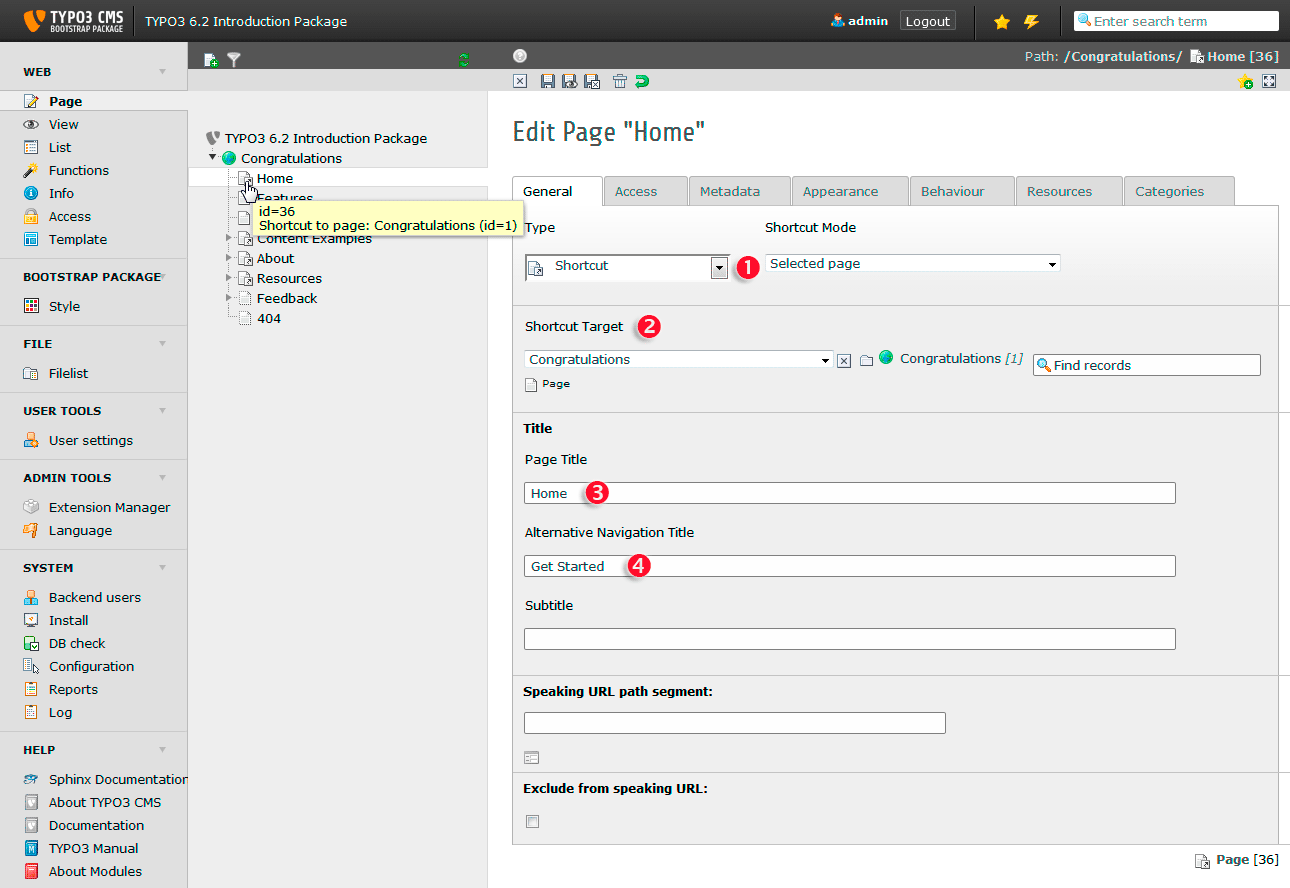 TYPO3 CMS
BOOTSTRAP PACKAGE
TYPO3 6.2 Introduction Package
admin
Logout
Enter search term
Path: /Congratulations/ Home [36]
WEB
Page
View
List
Functions
Info
Access
Template
BOOTSTRAP PACKAGE
Style
FILE
Filelist
USER TOOLS
User settings
ADMIN TOOLS
Extension Manager
Language
SYSTEM
Backend users
Install
DB check
Configuration
Reports
Log
HELP
Sphinx Documentation
About TYPO3 CMS
Documentation
TYPO3 Manual
About Modules
TYPO3 6.2 Introduction Package
Congratulations
Home
Features
id=36
Shortcut to page: Congratulations (id=1)
Content Examples
About
Resources
Feedback
404
Edit Page "Home"
General Access Metadata Appearance Behaviour Resources Categories
Type Shortcut Mode
Shortcut 1 Selected page
Shortcut Target 2
Congratulations Congratulations [1] Find records
Page
Title
Page Title
Home 3
Alternative Navigation Title
Get Started 4
Subtitle
Speaking URL path segment:
Exclude from speaking URL:
Page [36]